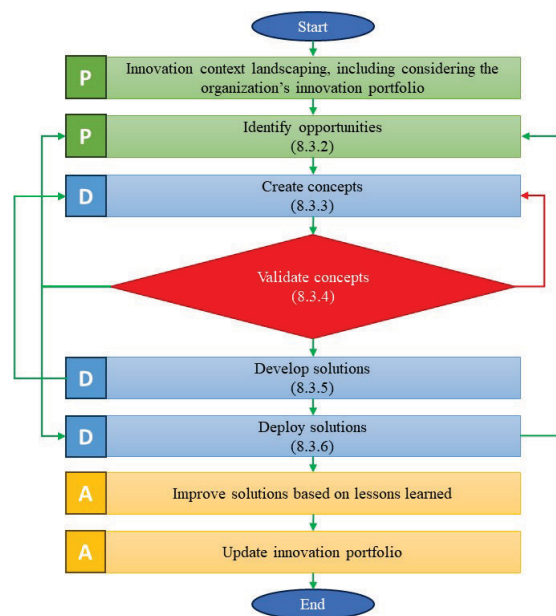 Start
P
Innovation context landscaping, including considering the
organization's innovation portfolio
P
Identify opportunities
(8.3.2)
D
Create concepts
(8.3.3)
Validate concepts
(8.3.4)
D
Develop solutions
(8.3.5)
D
Deploy solutions
(8.3.6)
A
Improve solutions based on lessons learned
A
Update innovation portfolio
End